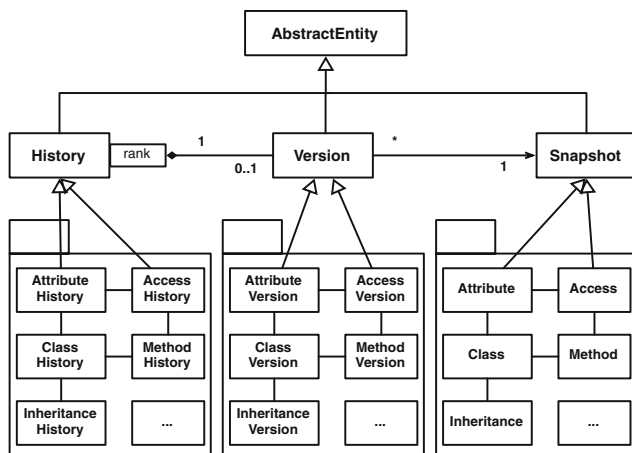 AbstractEntity
History
rank
1
0..1
Version
*
1
Snapshot
Attribute
History
Access
History
Class
History
Method
History
Inheritance
History
...
Attribute
Version
Access
Version
Class
Version
Method
Version
Inheritance
Version
...
Attribute
Access
Class
Method
Inheritance
...